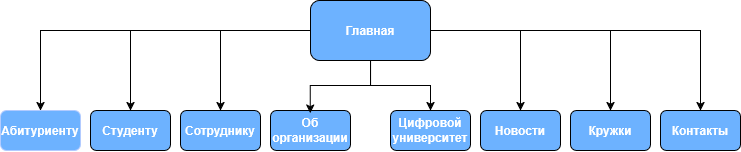 Главная
Абитуриенту
Студенту
Сотруднику
Об
организации
Цифровой
университет
Новости
Кружки
Контакты